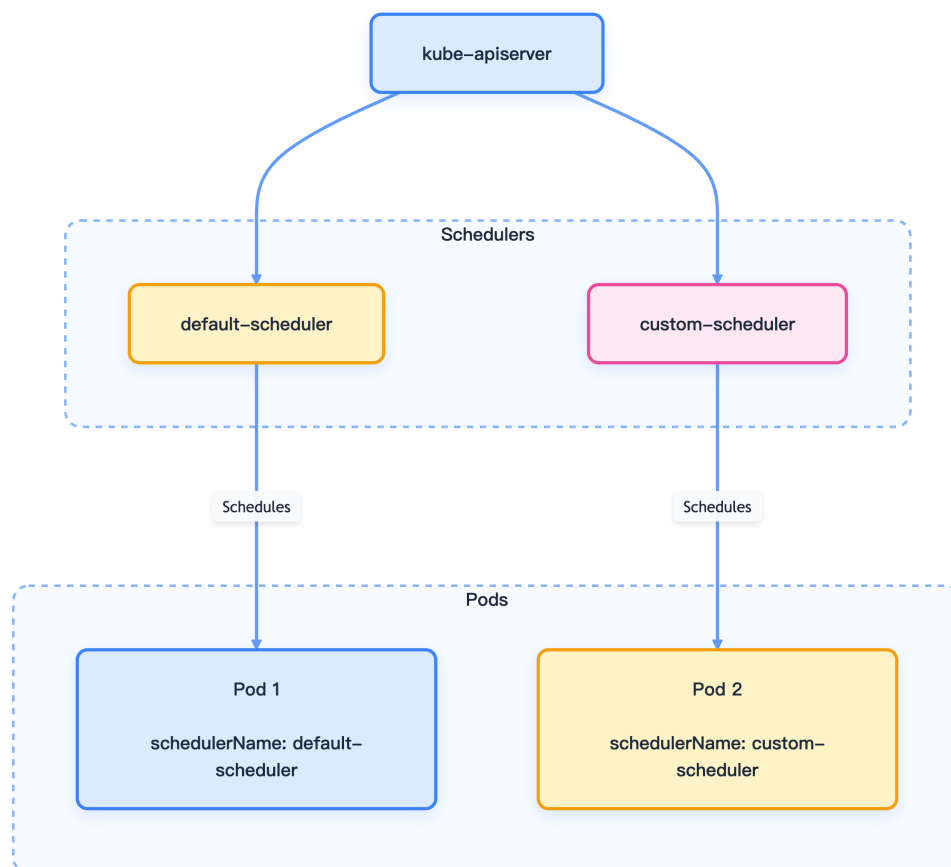 kube-apiserver
Schedulers
default-scheduler
custom-scheduler
Schedules
Schedules
Pods
Pod 1
schedulerName: default-
scheduler
Pod 2
schedulerName: custom-
scheduler